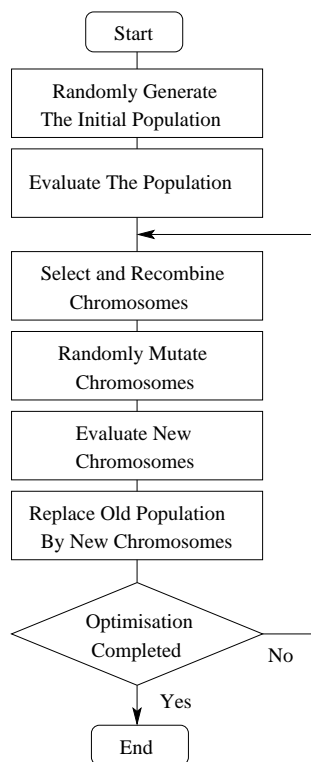 Start
Randomly Generate
The Initial Population
Evaluate The Population
Select and Recombine
Chromosomes
Randomly Mutate
Chromosomes
Evaluate New
Chromosomes
Replace Old Population
By New Chromosomes
Optimisation
Completed
No
Yes
End